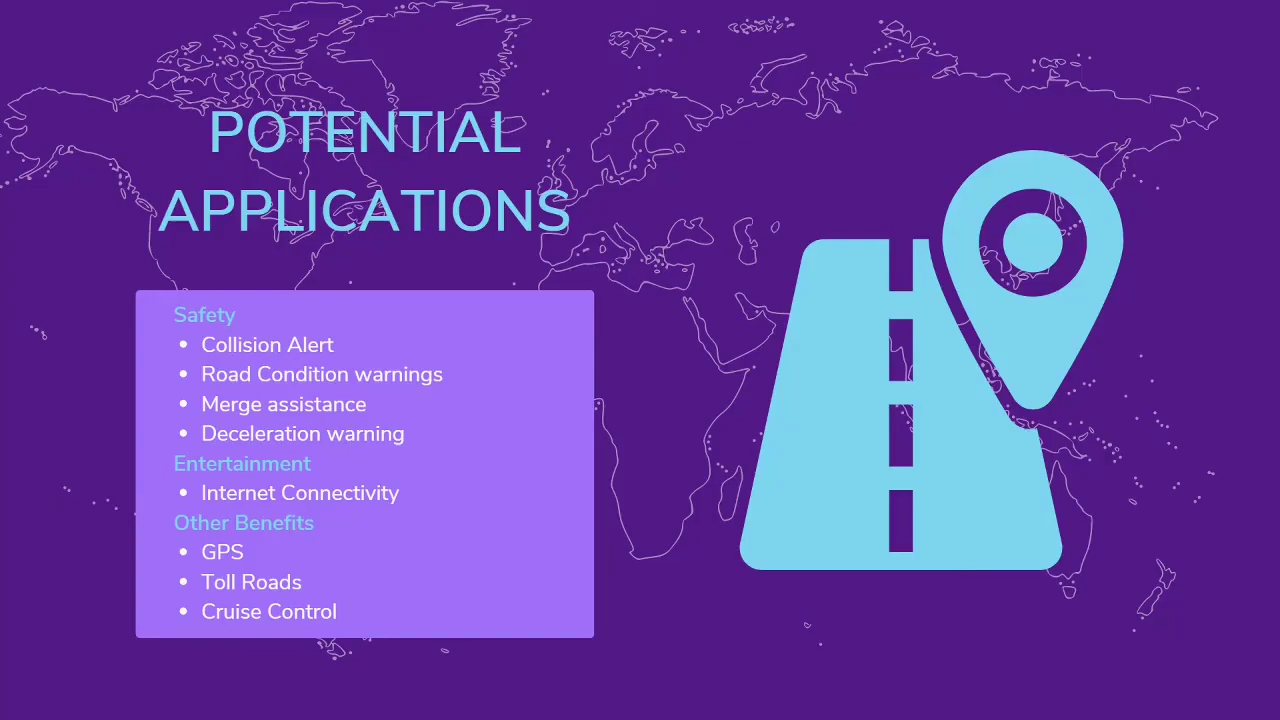 POTENTIAL
APPLICATIONS
Safety
• Collision Alert
• Road Condition warnings
• Merge assistance
• Deceleration warning
Entertainment
• Internet Connectivity
Other Benefits
• GPS
• Toll Roads
• Cruise Control